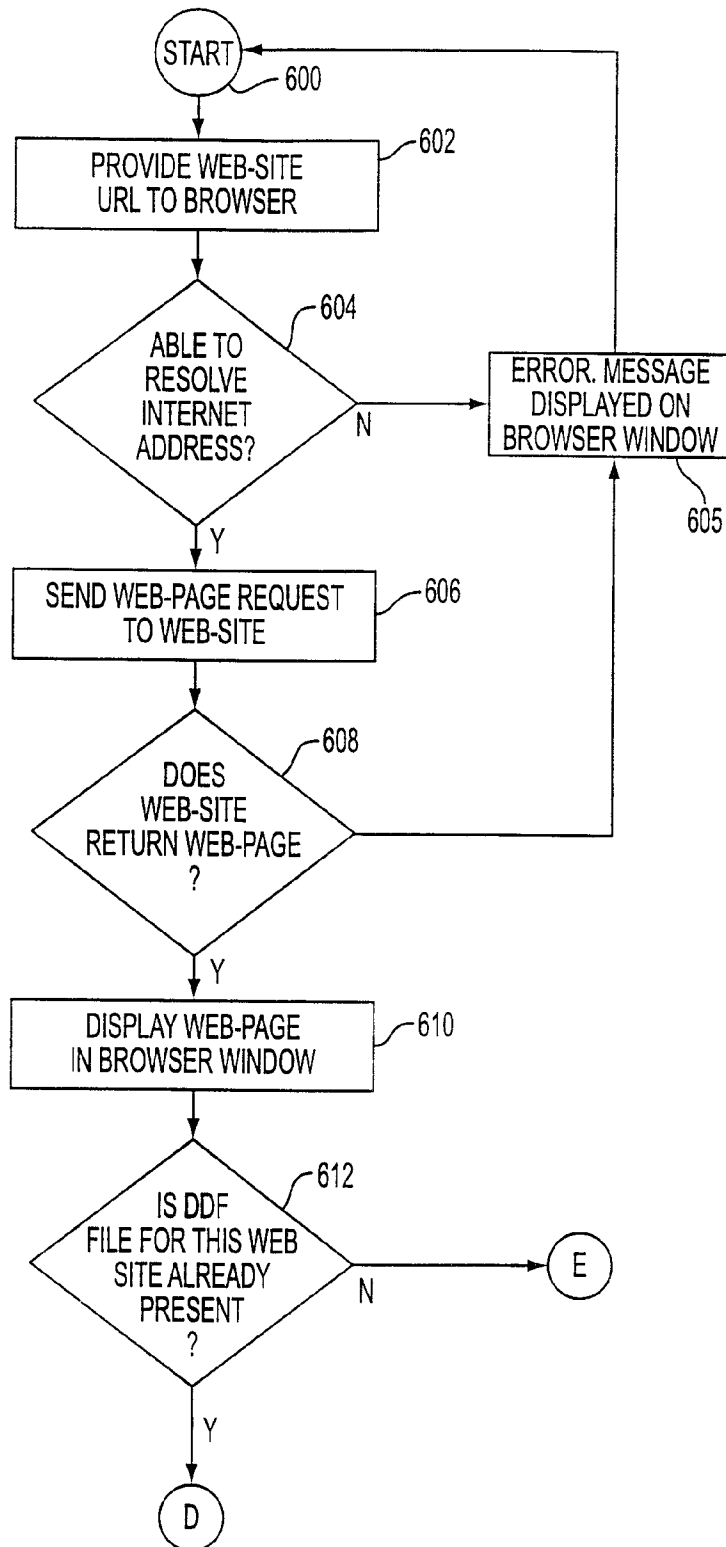 START
600
PROVIDE WEB-SITE
URL TO BROWSER
602
ABLE TO
RESOLVE
INTERNET
ADDRESS?
604
N
ERROR. MESSAGE
DISPLAYED ON
BROWSER WINDOW
605
Y
SEND WEB-PAGE REQUEST
TO WEB-SITE
606
DOES
WEB-SITE
RETURN WEB-PAGE
?
608
Y
DISPLAY WEB-PAGE
IN BROWSER WINDOW
610
IS DDF
FILE FOR THIS WEB
SITE ALREADY
PRESENT
?
612
N
E
Y
D